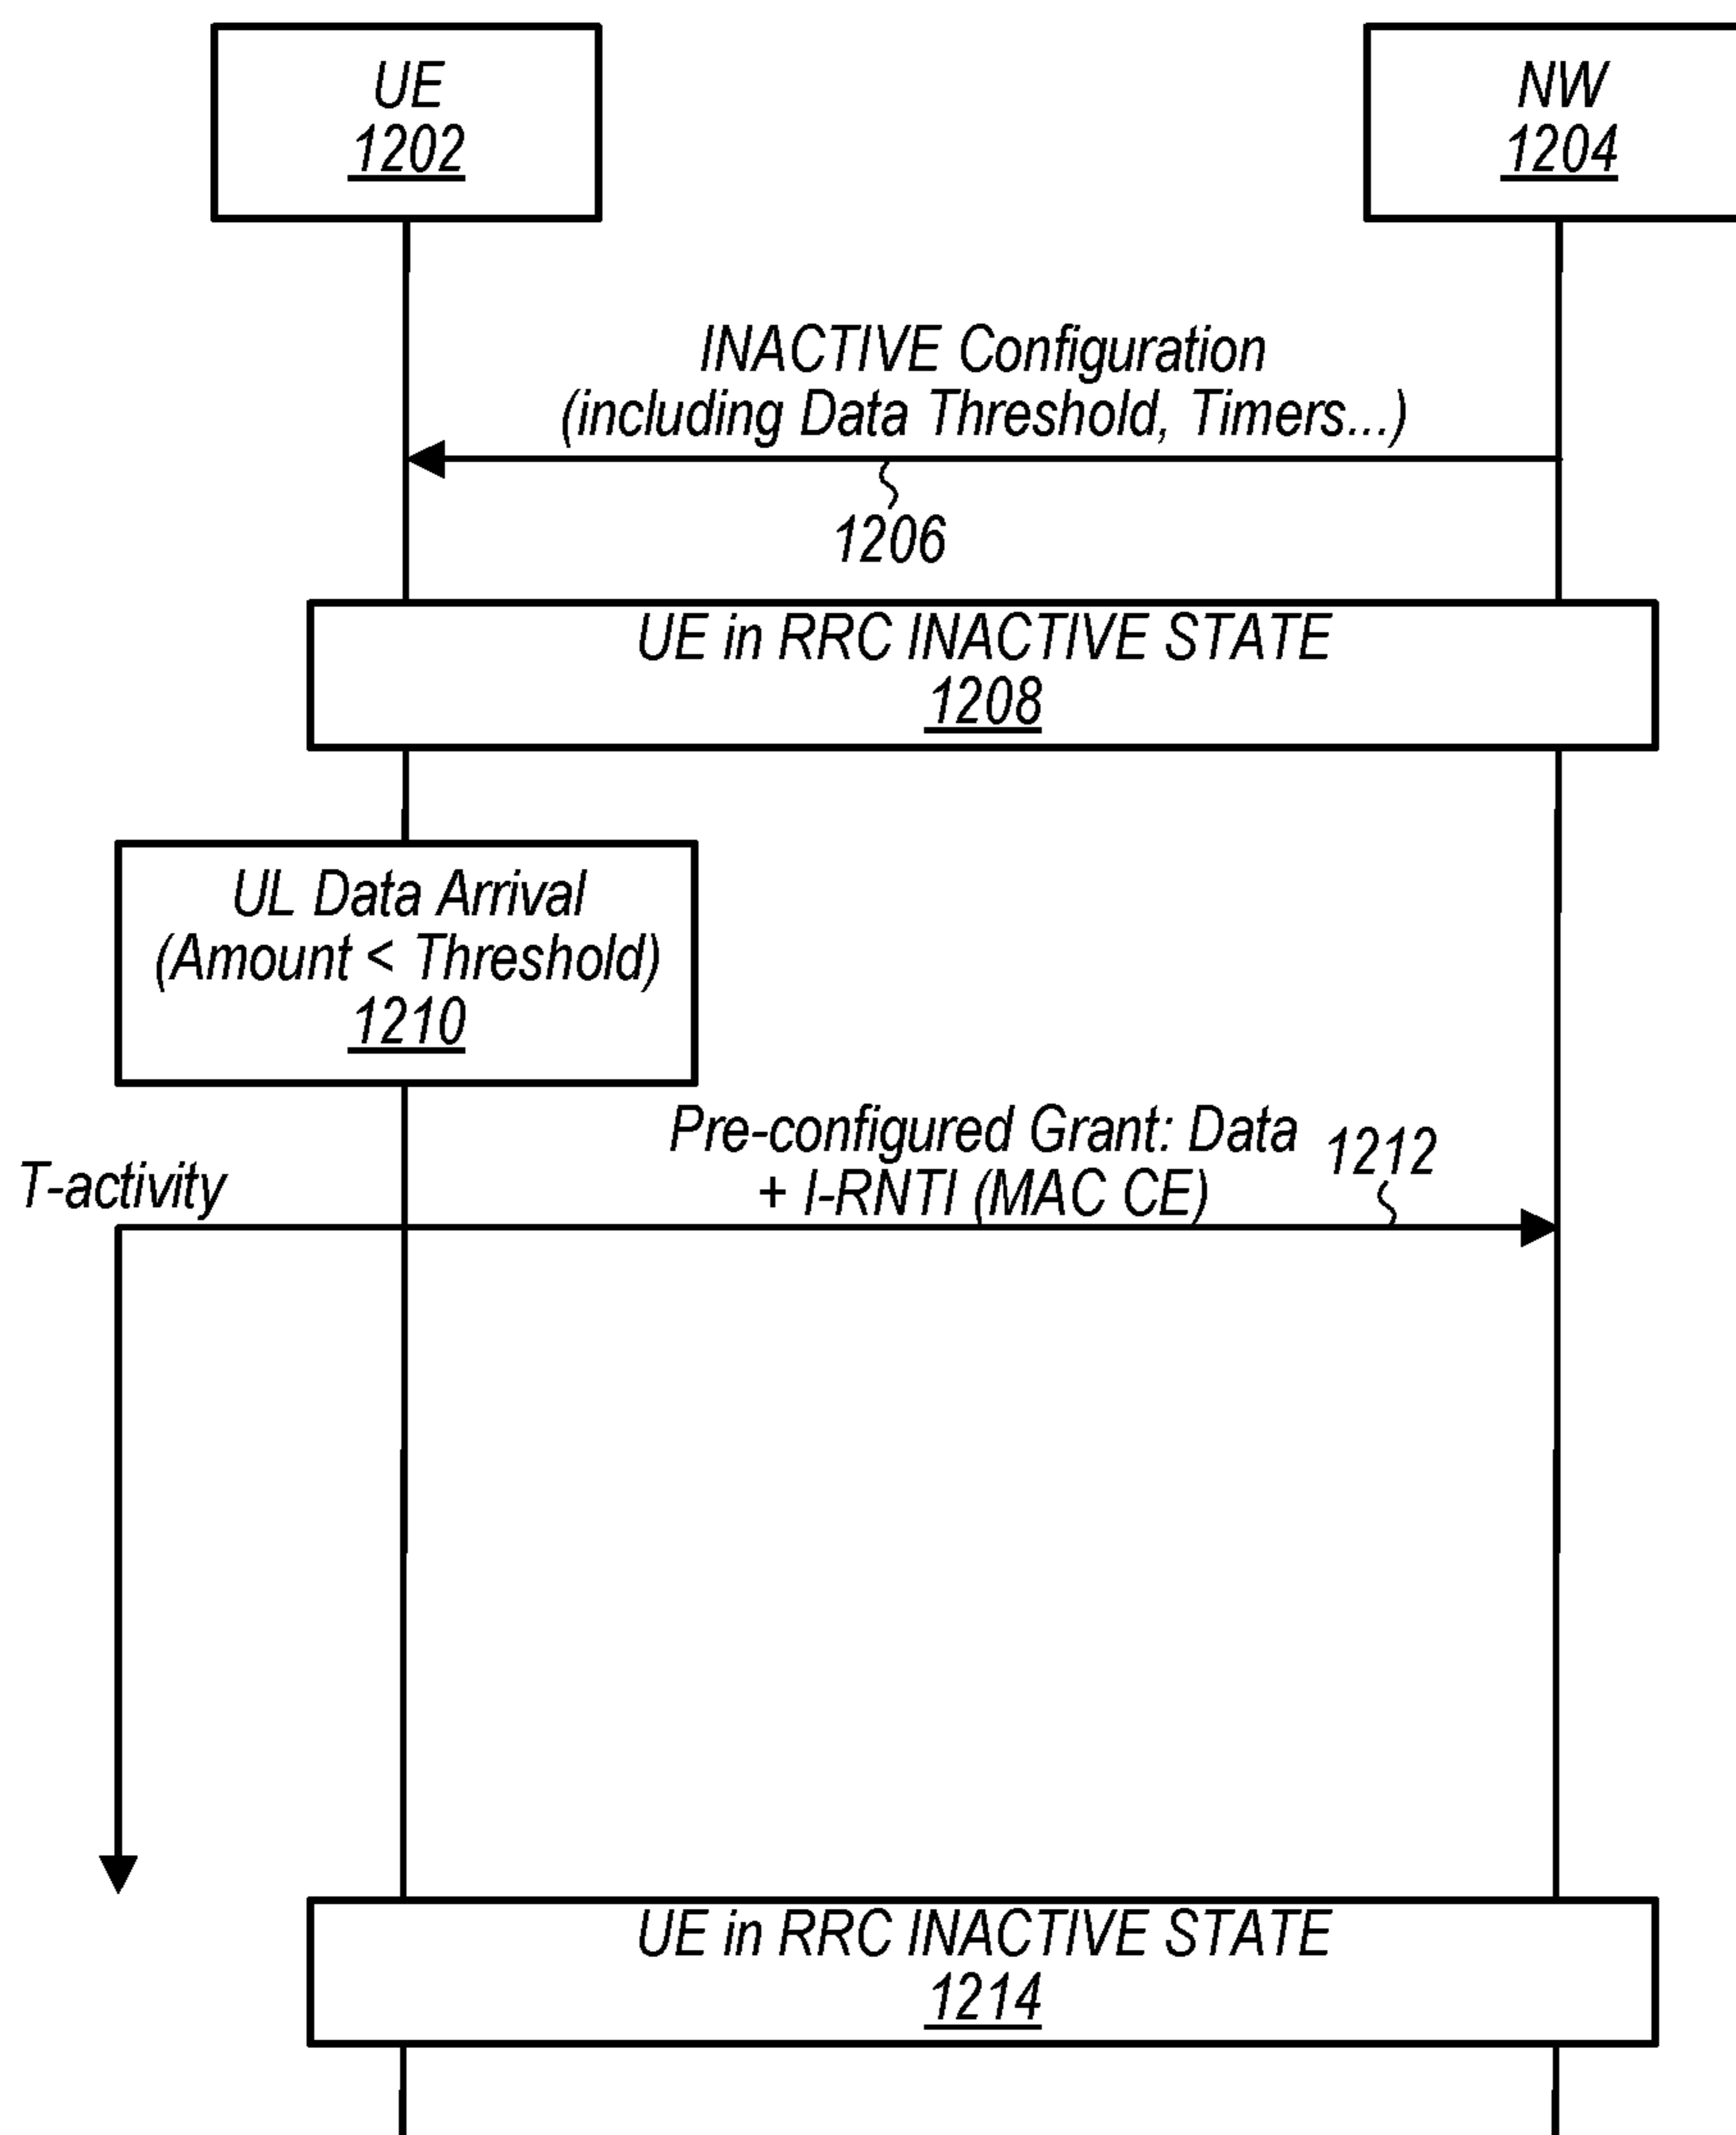 UE
1202
NW
1204
INACTIVE Configuration
(including Data Threshold, Timers...)
1206
UE in RRC INACTIVE STATE
1208
UL Data Arrival
(Amount < Threshold)
1210
Pre-configured Grant: Data
+ I-RNTI (MAC CE)
1212
T-activity
UE in RRC INACTIVE STATE
1214